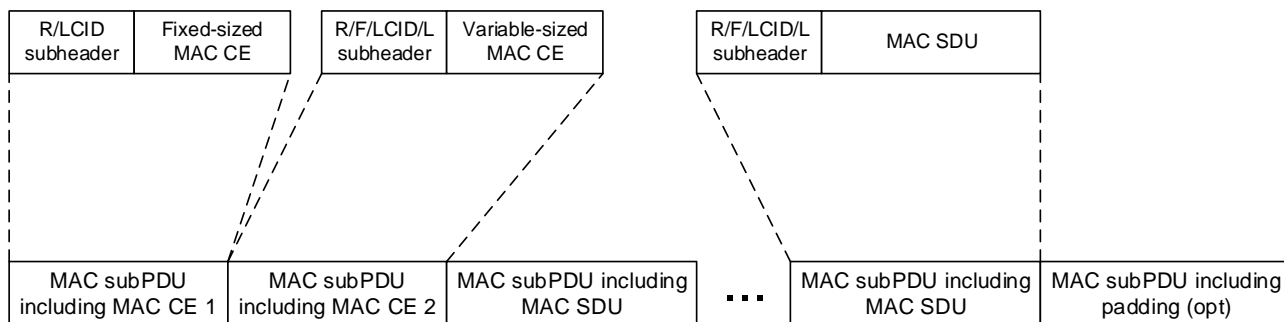 R/LCID
subheader
Fixed-sized
MAC CE
R/F/LCID/L
subheader
Variable-sized
MAC CE
R/F/LCID/L
subheader
MAC SDU
MAC subPDU
including MAC CE 1
MAC subPDU
including MAC CE 2
MAC subPDU including
MAC SDU
...
MAC subPDU including
MAC SDU
MAC subPDU including
padding (opt)